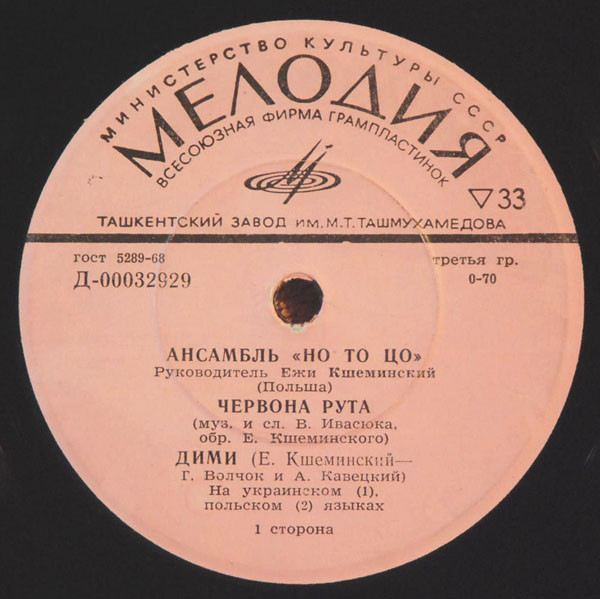 МИНИСТЕРСТВО КУЛЬТУРЫ СССР
МЕЛОДИЯ
ВСЕСОЮЗНАЯ ФИРМА ГРАМПЛАСТИНОК
▽33
ТАШКЕНТСКИЙ ЗАВОД им. М.Т. ТАШМУХАМЕДОВА
гост 5289-68
третья гр.
Д-00032929
0-70
АНСАМБЛЬ «НО ТО ЦО»
Руководитель Ежи Кшеминский
(Польша)
ЧЕРВОНА РУТА
(муз. и сл. В. Ивасюка,
обр. Е. Кшеминского)
ДИМИ (Е. Кшеминский—
Г. Волчок и А. Кавецкий)
На украинском (1),
польском (2) языках
1 сторона